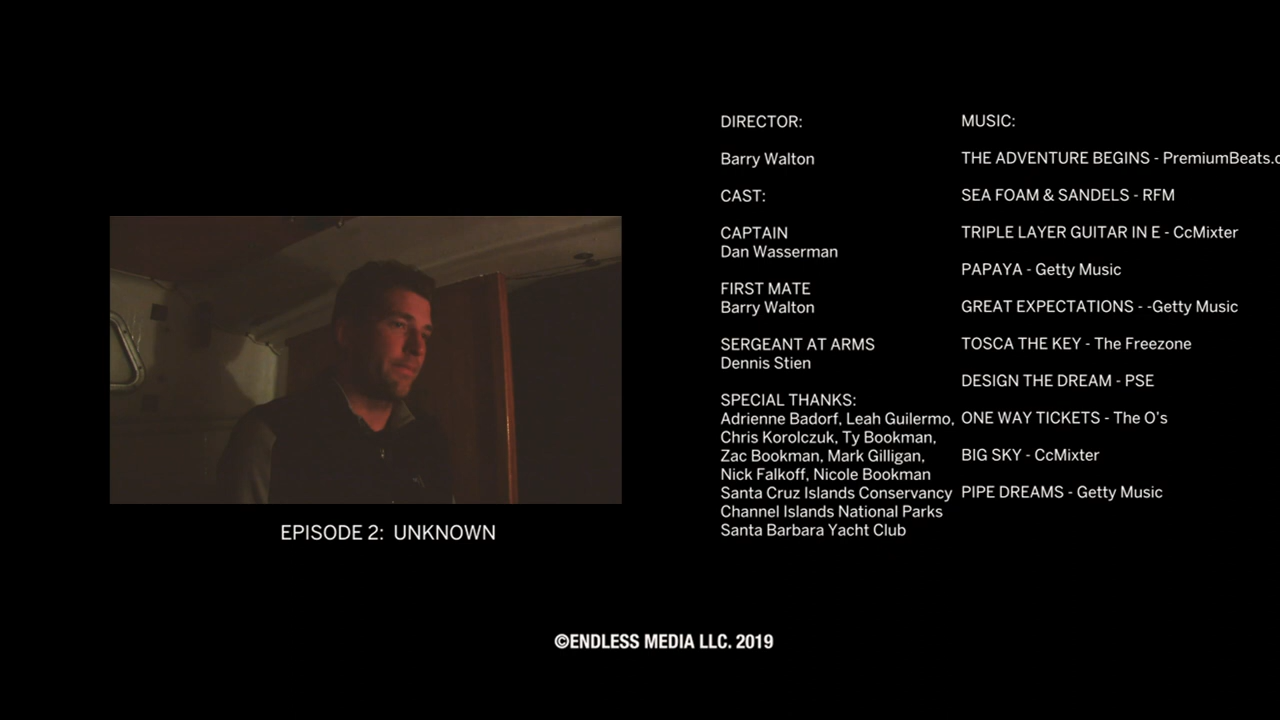 DIRECTOR:
Barry Walton
CAST:
CAPTAIN
Dan Wasserman
FIRST MATE
Barry Walton
SERGEANT AT ARMS
Dennis Stien
SPECIAL THANKS:
Adrienne Badorf, Leah Guilermo,
Chris Korolczuk, Ty Bookman,
Zac Bookman, Mark Gilligan,
Nick Falkoff, Nicole Bookman
Santa Cruz Islands Conservancy
Channel Islands National Parks
Santa Barbara Yacht Club
MUSIC:
THE ADVENTURE BEGINS - PremiumBeats.c
SEA FOAM & SANDELS - RFM
TRIPLE LAYER GUITAR IN E - CcMixter
PAPAYA - Getty Music
GREAT EXPECTATIONS - -Getty Music
TOSCA THE KEY - The Freezone
DESIGN THE DREAM - PSE
ONE WAY TICKETS - The O's
BIG SKY - CcMixter
PIPE DREAMS - Getty Music
EPISODE 2: UNKNOWN
©ENDLESS MEDIA LLC. 2019